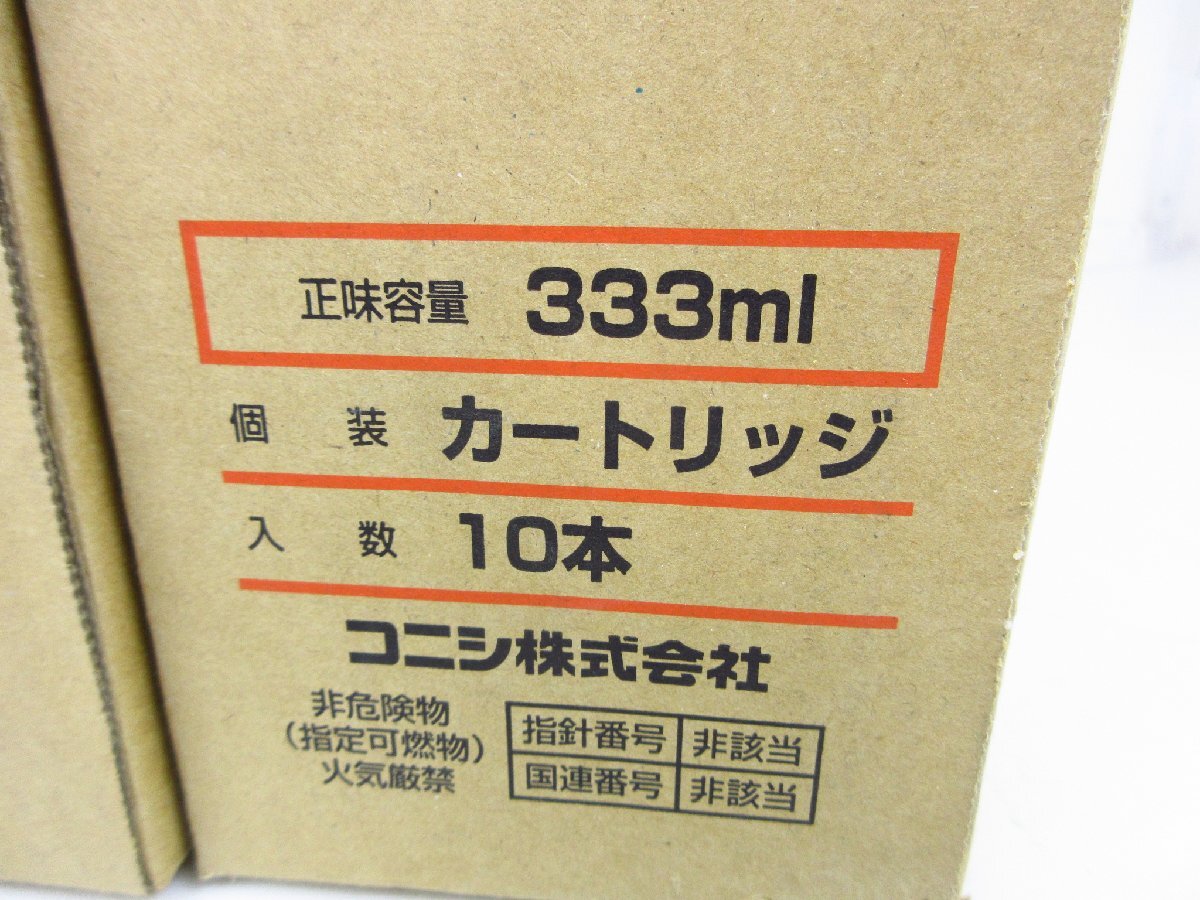 正味容量 333ml
個装 カートリッジ
入数 10本
コニシ株式会社
非危険物
(指定可燃物)
火気厳禁
指針番号 非該当
国連番号 非該当